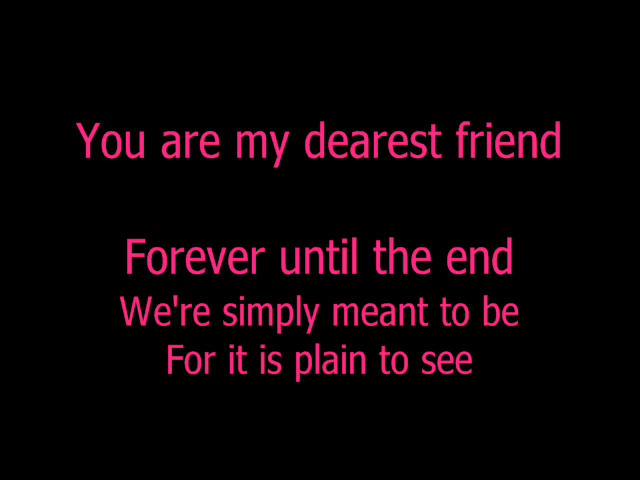 You are my dearest friend
Forever until the end
We're simply meant to be
For it is plain to see